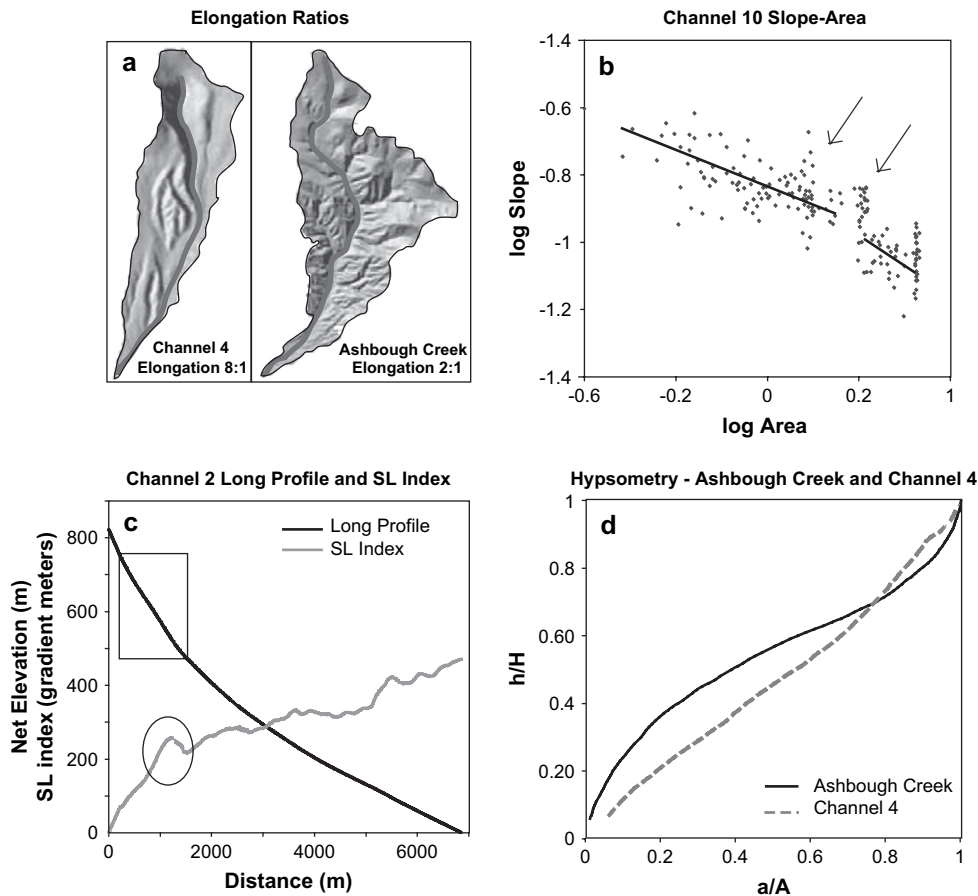 Elongation Ratios
a
Channel 4
Elongation 8:1
Ashbough Creek
Elongation 2:1
Channel 10 Slope-Area
b
log Slope
-1.4
-0.6
-0.8
-1
-1.2
-1.4
-0.6
-0.2
0
0.2
1
log Area
Channel 2 Long Profile and SL Index
c
Long Profile
SL Index
Net Elevation (m)
SL index (gradient meters)
800
600
400
200
0
0
2000
4000
6000
Distance (m)
Hypsometry - Ashbough Creek and Channel 4
d
h/H
1
0.8
0.60
0.4
0.20
0
Ashbough Creek
Channel 4
0
0.2
0.4
0.6
0.8
1
a/A